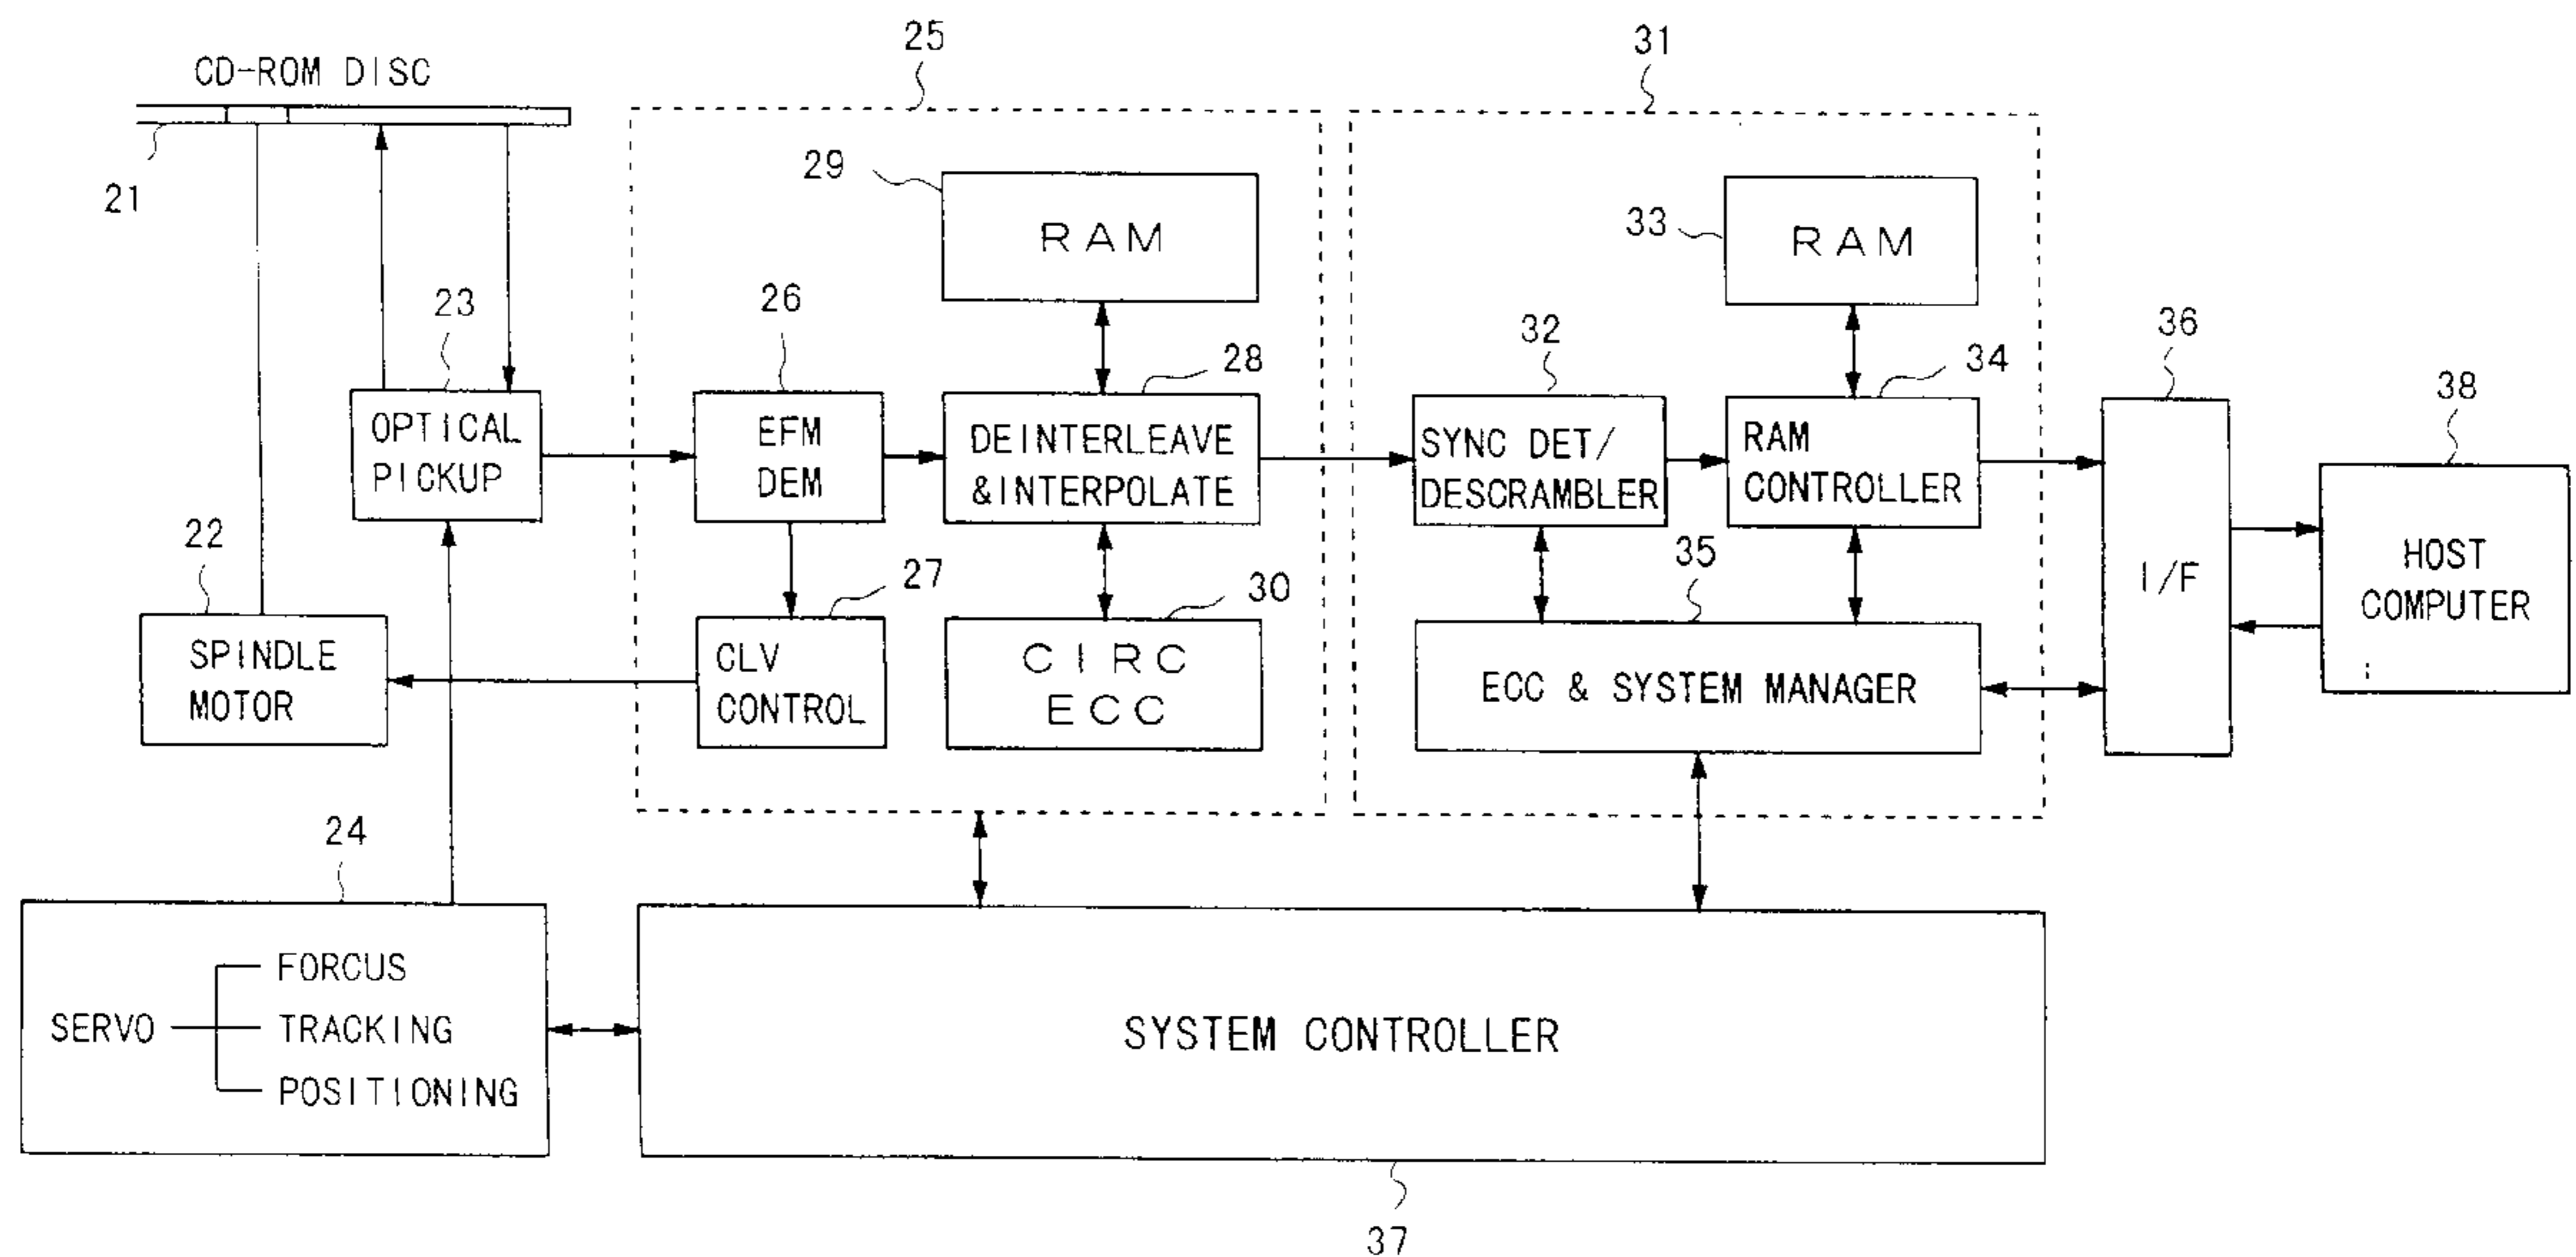 25
31
CD-ROM DISC
21
29
RAM
33
RAM
23
26
28
32
34
36
38
OPTICAL
PICKUP
EFM
DEM
DEINTERLEAVE
&INTERPOLATE
SYNC DET/
DESCRAMBLER
RAM
CONTROLLER
I/F
HOST
COMPUTER
22
27
30
35
SPINDLE
MOTOR
CLV
CONTROL
CIRC
ECC
ECC & SYSTEM MANAGER
24
SERVO
FORCUS
TRACKING
POSITIONING
SYSTEM CONTROLLER
37